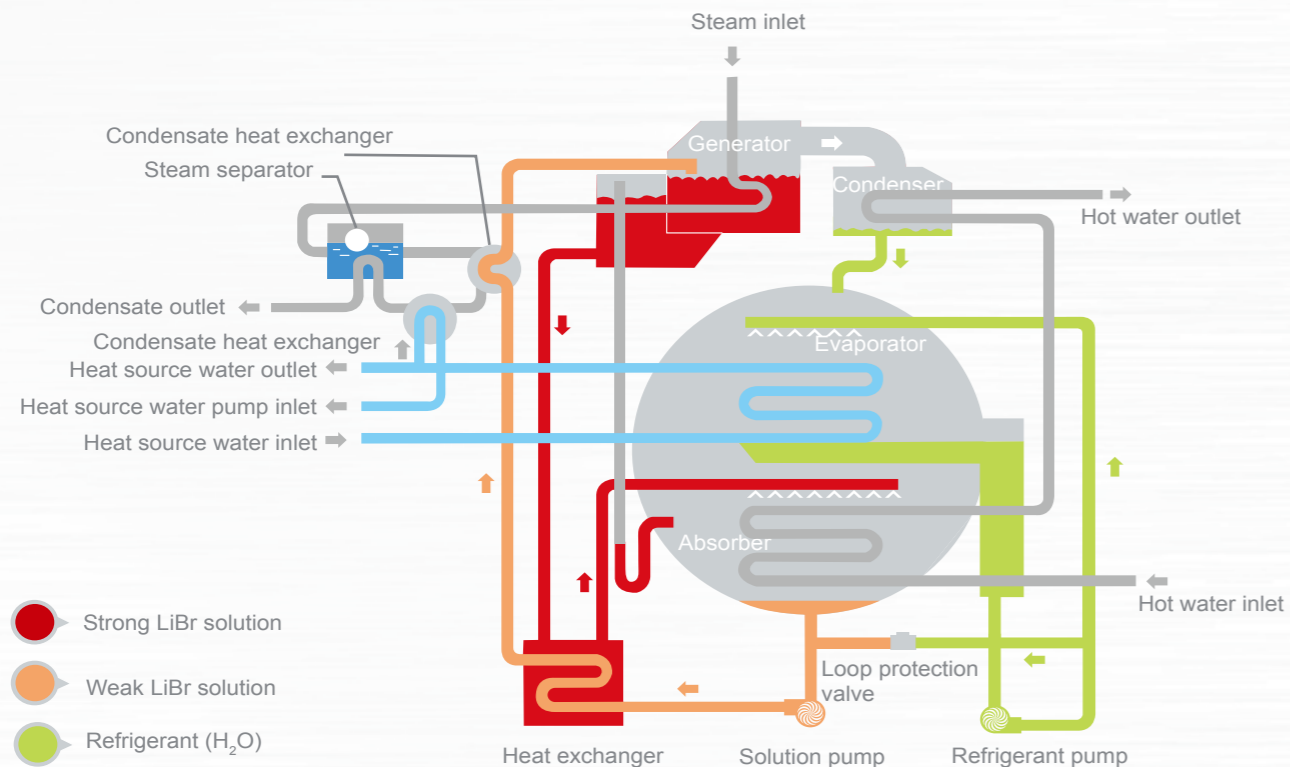 Steam inlet
Condensate heat exchanger
Steam separator
Generator
Condenser
Hot water outlet
Condensate outlet
Condensate heat exchanger
Evaporator
Heat source water outlet
Heat source water pump inlet
Heat source water inlet
Absorber
Hot water inlet
Strong LiBr solution
Loop protection
valve
Weak LiBr solution
Refrigerant (H₂O)
Heat exchanger
Solution pump
Refrigerant pump